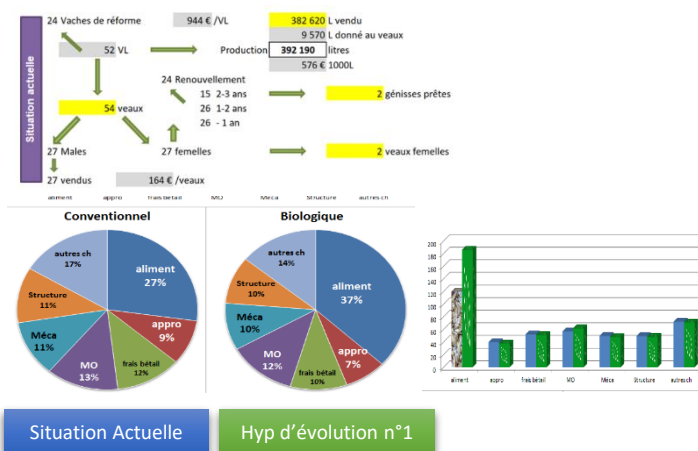 Situation actuelle
24 Vaches de réforme 944 € /VL 382 620 L vendu
9 570 L donné au veaux
52 VL Production 392 190 litres
576 € 1000L
24 Renouvellement
15 2-3 ans 2 génisses prêtes
26 1-2 ans
54 veaux
26 - 1 an
27 Males 27 femelles 2 veaux femelles
27 vendus 164 € /veaux
aliment appro frais bétail MO Méca Structure autres ch
Conventionnel
aliment 27%
appro 9%
frais bétail 12%
MO 13%
Méca 11%
Structure 11%
autres ch 17%
Biologique
aliment 37%
appro 7%
frais bétail 10%
MO 12%
Méca 10%
Structure 10%
autres ch 14%
200
180
160
140
120
100
80
60
40
20
0
aliment appro frais bétail MO Méca Structure autres ch
Situation Actuelle
Hyp d'évolution n°1